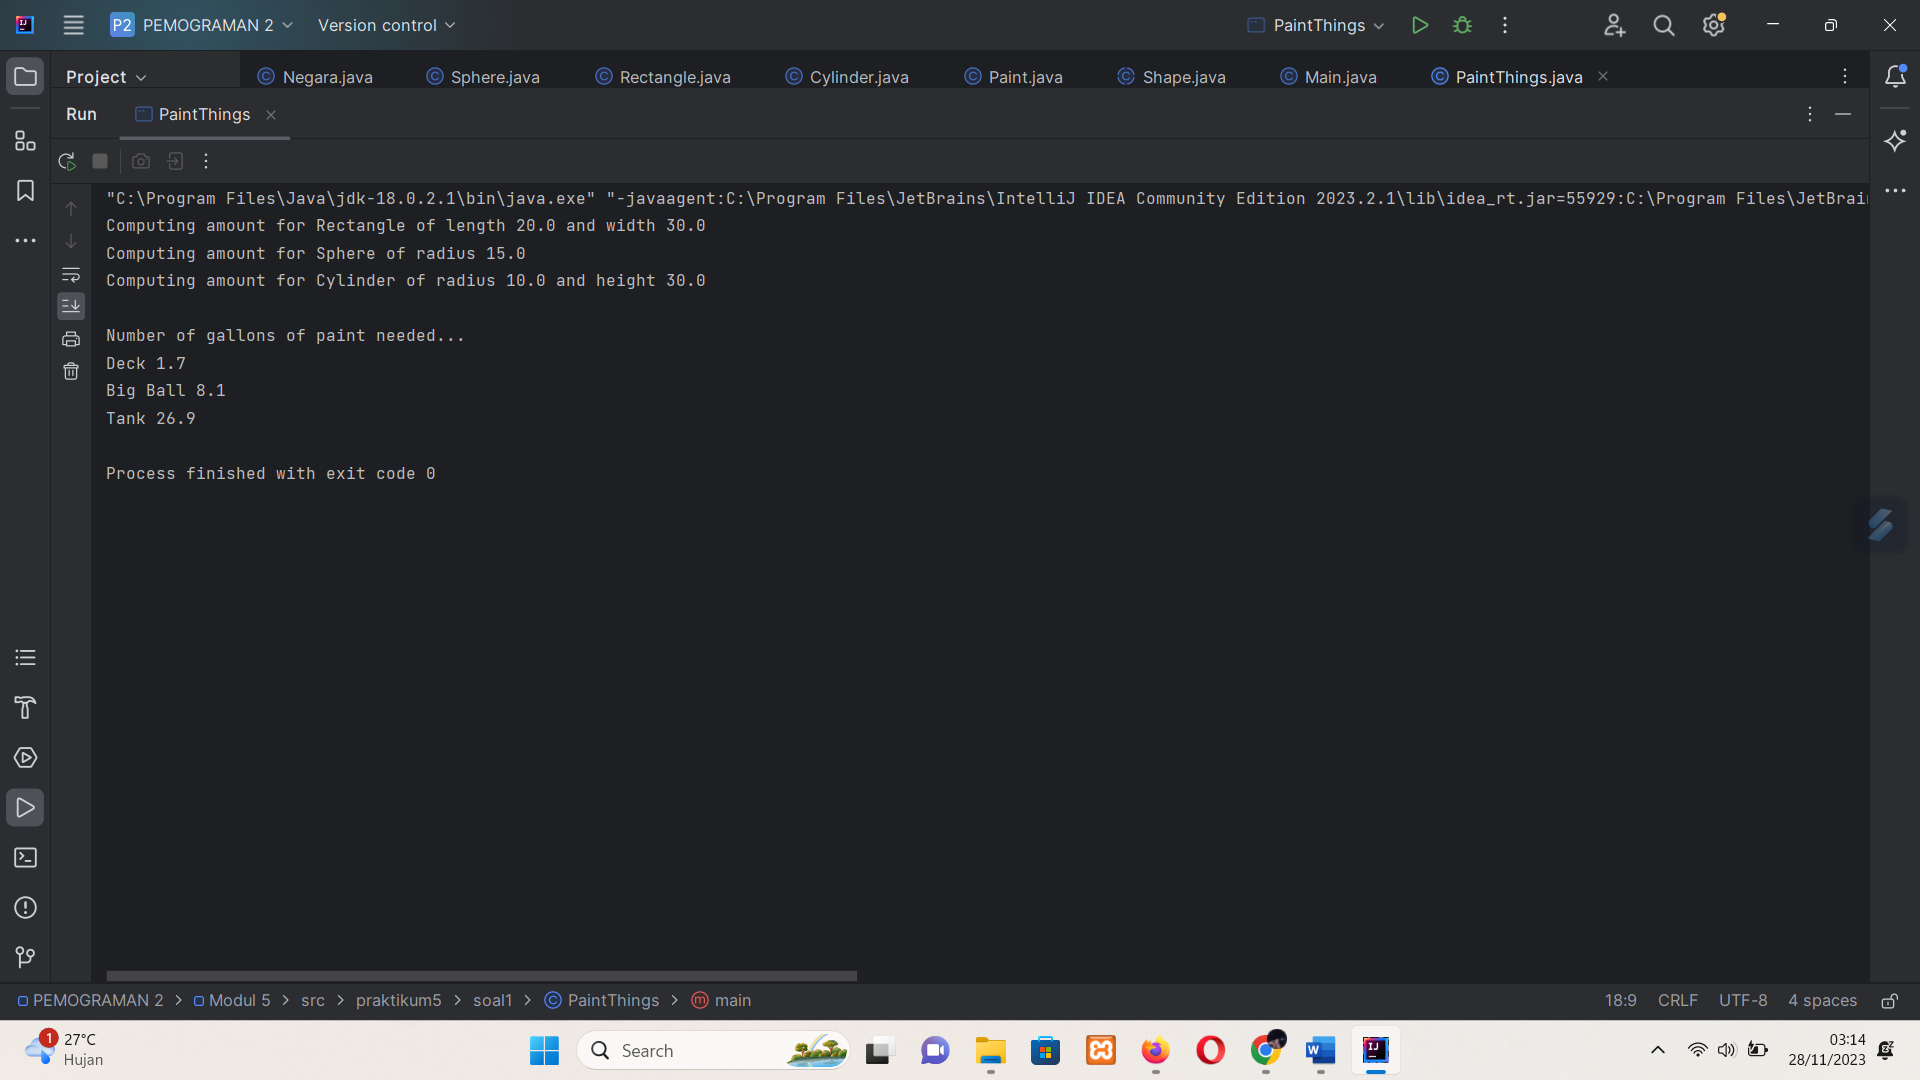 P2 PEMOGRAMAN 2 Version control PaintThings
Project Negara.java Sphere.java Rectangle.java Cylinder.java Paint.java Shape.java Main.java PaintThings.java
Run PaintThings
"C:\Program Files\Java\jdk-18.0.2.1\bin\java.exe" "-javaagent:C:\Program Files\JetBrains\IntelliJ IDEA Community Edition 2023.2.1\lib\idea_rt.jar=55929:C:\Program Files\JetBrai
Computing amount for Rectangle of length 20.0 and width 30.0
Computing amount for Sphere of radius 15.0
Computing amount for Cylinder of radius 10.0 and height 30.0
Number of gallons of paint needed...
Deck 1.7
Big Ball 8.1
Tank 26.9
Process finished with exit code 0
PEMOGRAMAN 2 > Modul 5 > src > praktikum5 > soal1 > PaintThings > main 18:9 CRLF UTF-8 4 spaces
1 27°C
Hujan
Search
03:14
28/11/2023